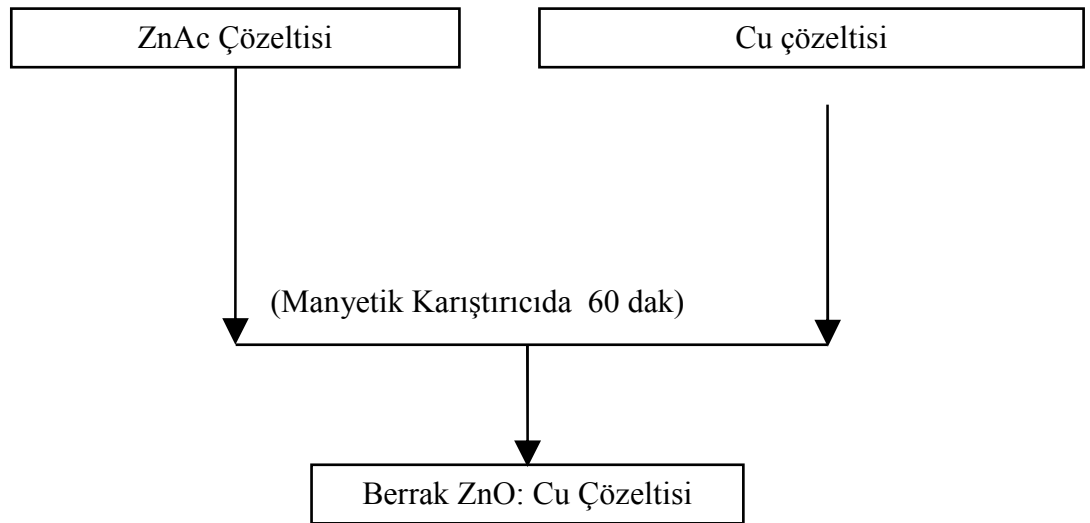 ZnAc Çözeltisi
Cu çözeltisi
(Manyetik Karıştırıcıda 60 dak)
Berrak ZnO: Cu Çözeltisi